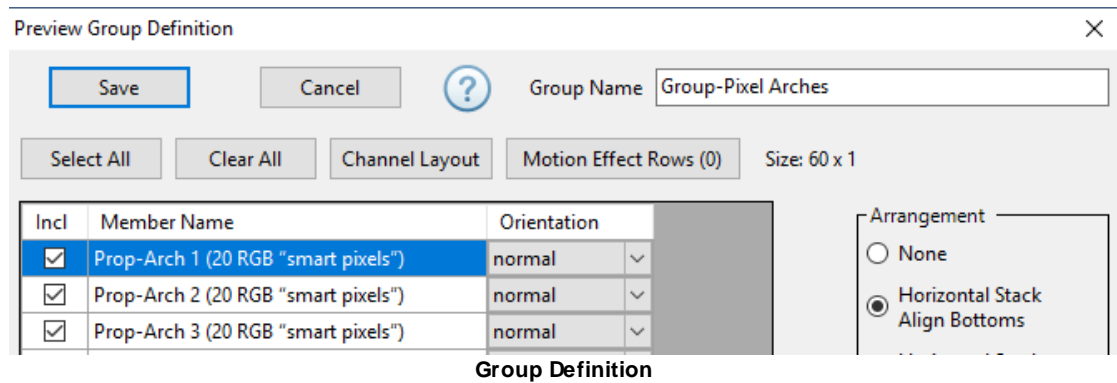 Preview Group Definition
Save Cancel ? Group Name Group-Pixel Arches
Select All Clear All Channel Layout Motion Effect Rows (0) Size: 60 x 1
Incl Member Name Orientation
Arrangement
Prop-Arch 1 (20 RGB “smart pixels”) normal
None
Prop-Arch 2 (20 RGB “smart pixels”) normal
Horizontal Stack
Align Bottoms
Prop-Arch 3 (20 RGB “smart pixels”) normal
Group Definition